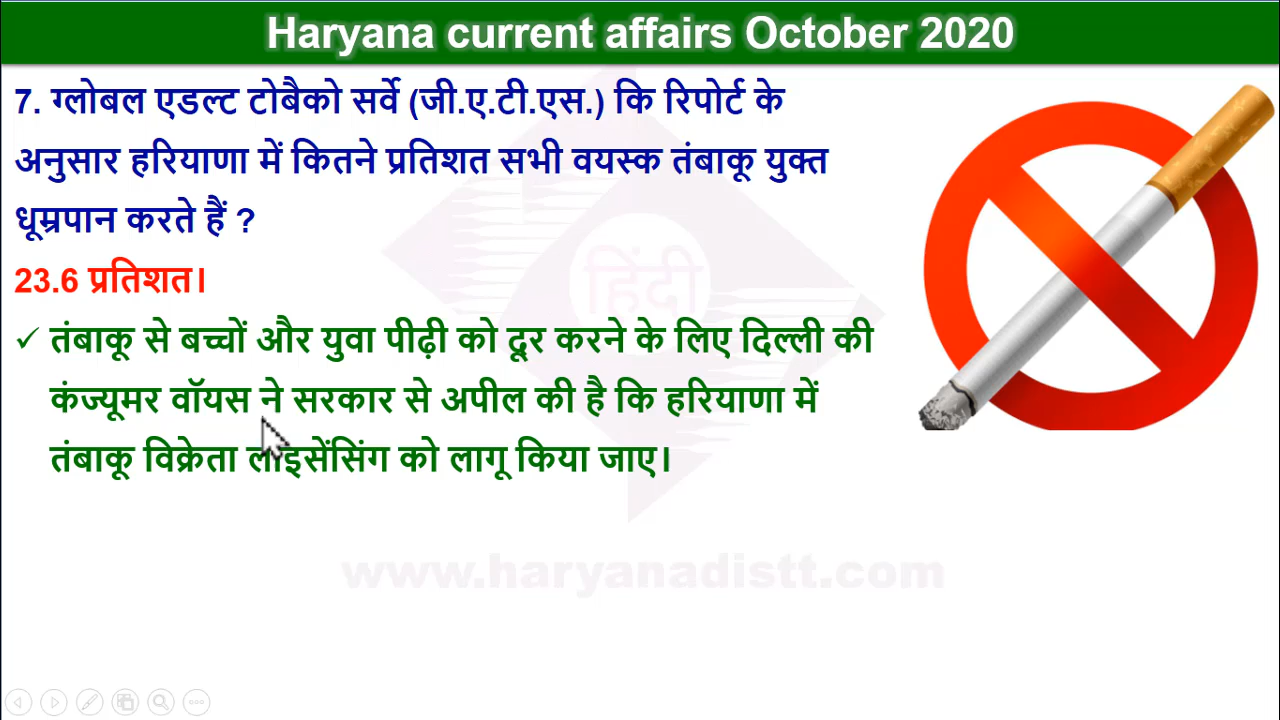 Haryana current affairs October 2020
7. ग्लोबल एडल्ट टोबैको सर्वे (जी.ए.टी.एस.) कि रिपोर्ट के
अनुसार हरियाणा में कितने प्रतिशत सभी वयस्क तंबाकू युक्त
धूम्रपान करते हैं ?
23.6 प्रतिशत।
✓ तंबाकू से बच्चों और युवा पीढ़ी को दूर करने के लिए दिल्ली की
कंज्यूमर वॉयस ने सरकार से अपील की है कि हरियाणा में
तंबाकू विक्रेता लाइसेंसिंग को लागू किया जाए।
हिंदी
www.haryanadistt.com